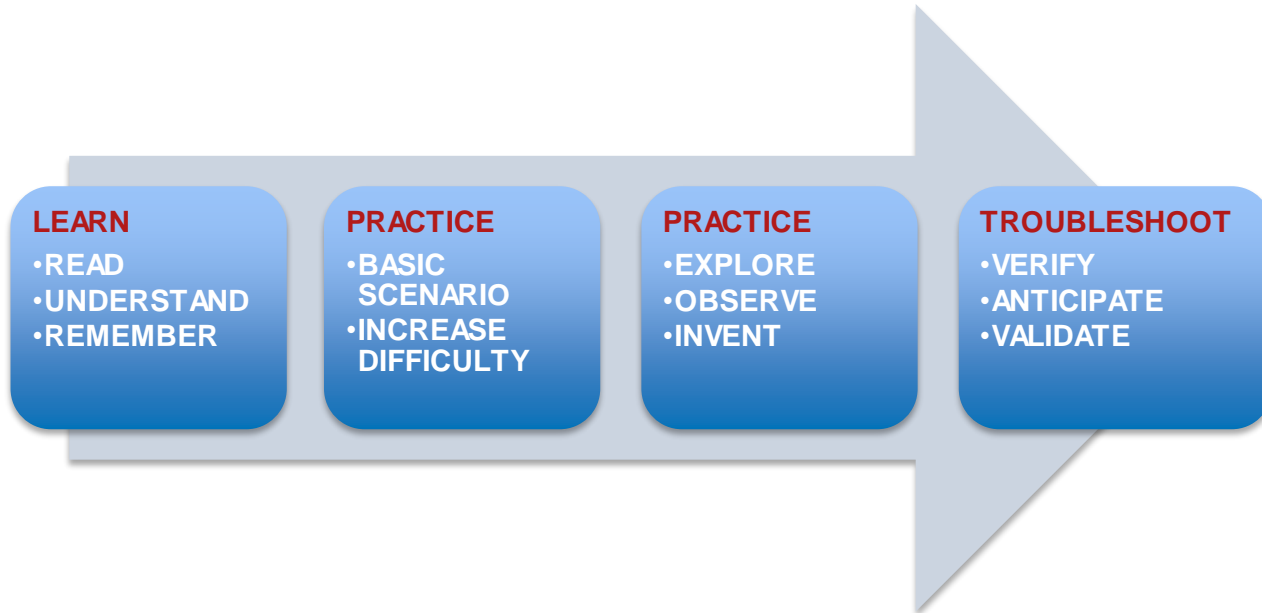 LEARN
•READ
•UNDERSTAND
•REMEMBER
PRACTICE
•BASIC
SCENARIO
•INCREASE
DIFFICULTY
PRACTICE
•EXPLORE
•OBSERVE
•INVENT
TROUBLESHOOT
•VERIFY
•ANTICIPATE
•VALIDATE